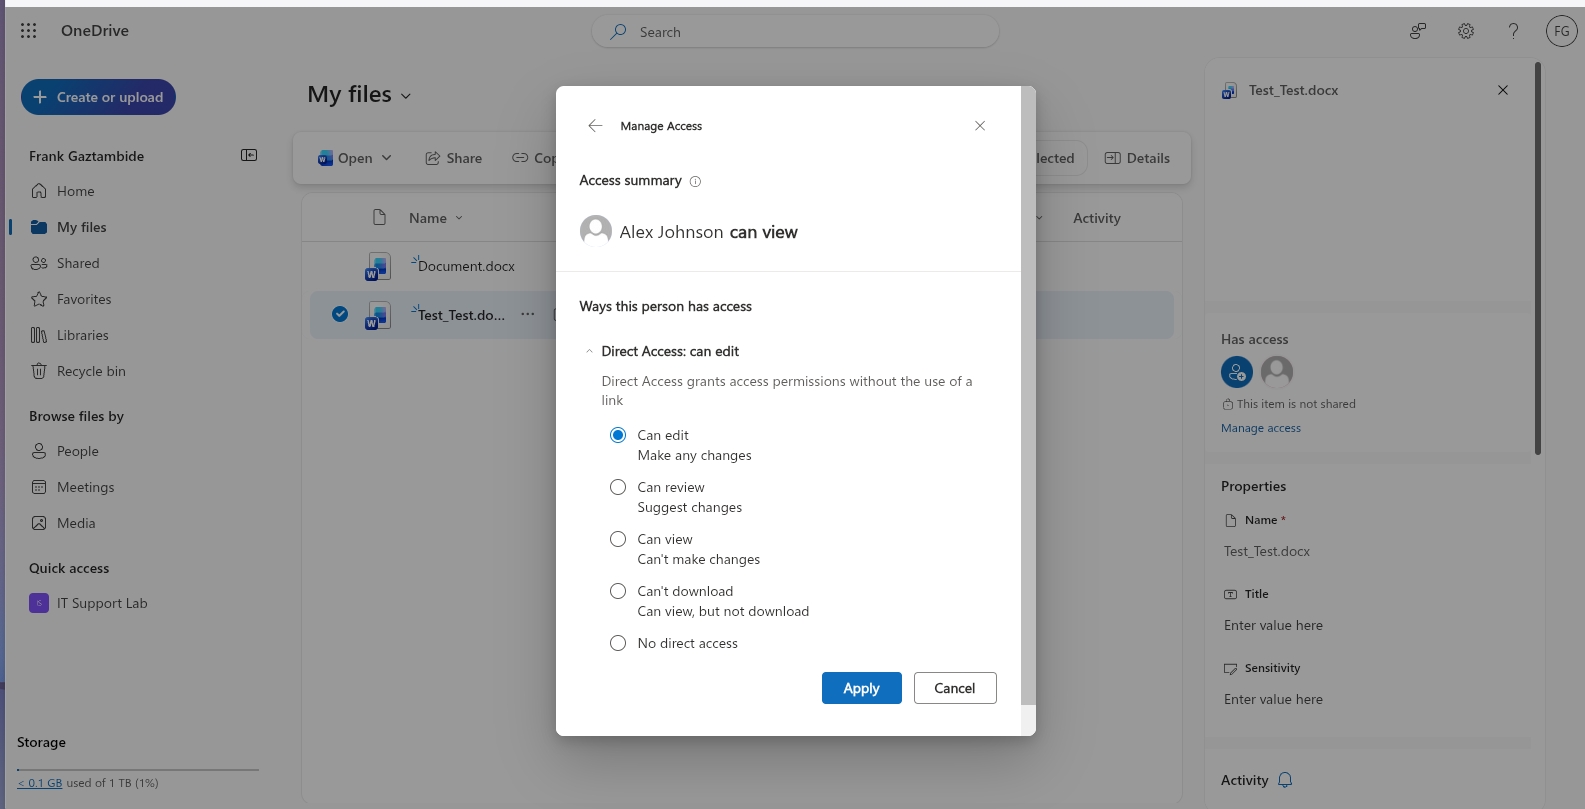 OneDrive
Search
FG
Create or upload
My files
Test_Test.docx
Manage Access
Frank Gaztambide
Open
Share
Details
Home
Access summary
My files
Name
Activity
Alex Johnson can view
Shared
Document.docx
Favorites
Test_Test.do...
Ways this person has access
Libraries
Has access
Recycle bin
Direct Access: can edit
Direct Access grants access permissions without the use of a
link
This item is not shared
Manage access
Browse files by
People
Can edit
Make any changes
Meetings
Can review
Suggest changes
Properties
Media
Name *
Can view
Can't make changes
Test_Test.docx
Quick access
S
IT Support Lab
Can't download
Can view, but not download
Title
Enter value here
No direct access
Sensitivity
Apply
Cancel
Enter value here
Storage
< 0.1 GB used of 1 TB (1%)
Activity